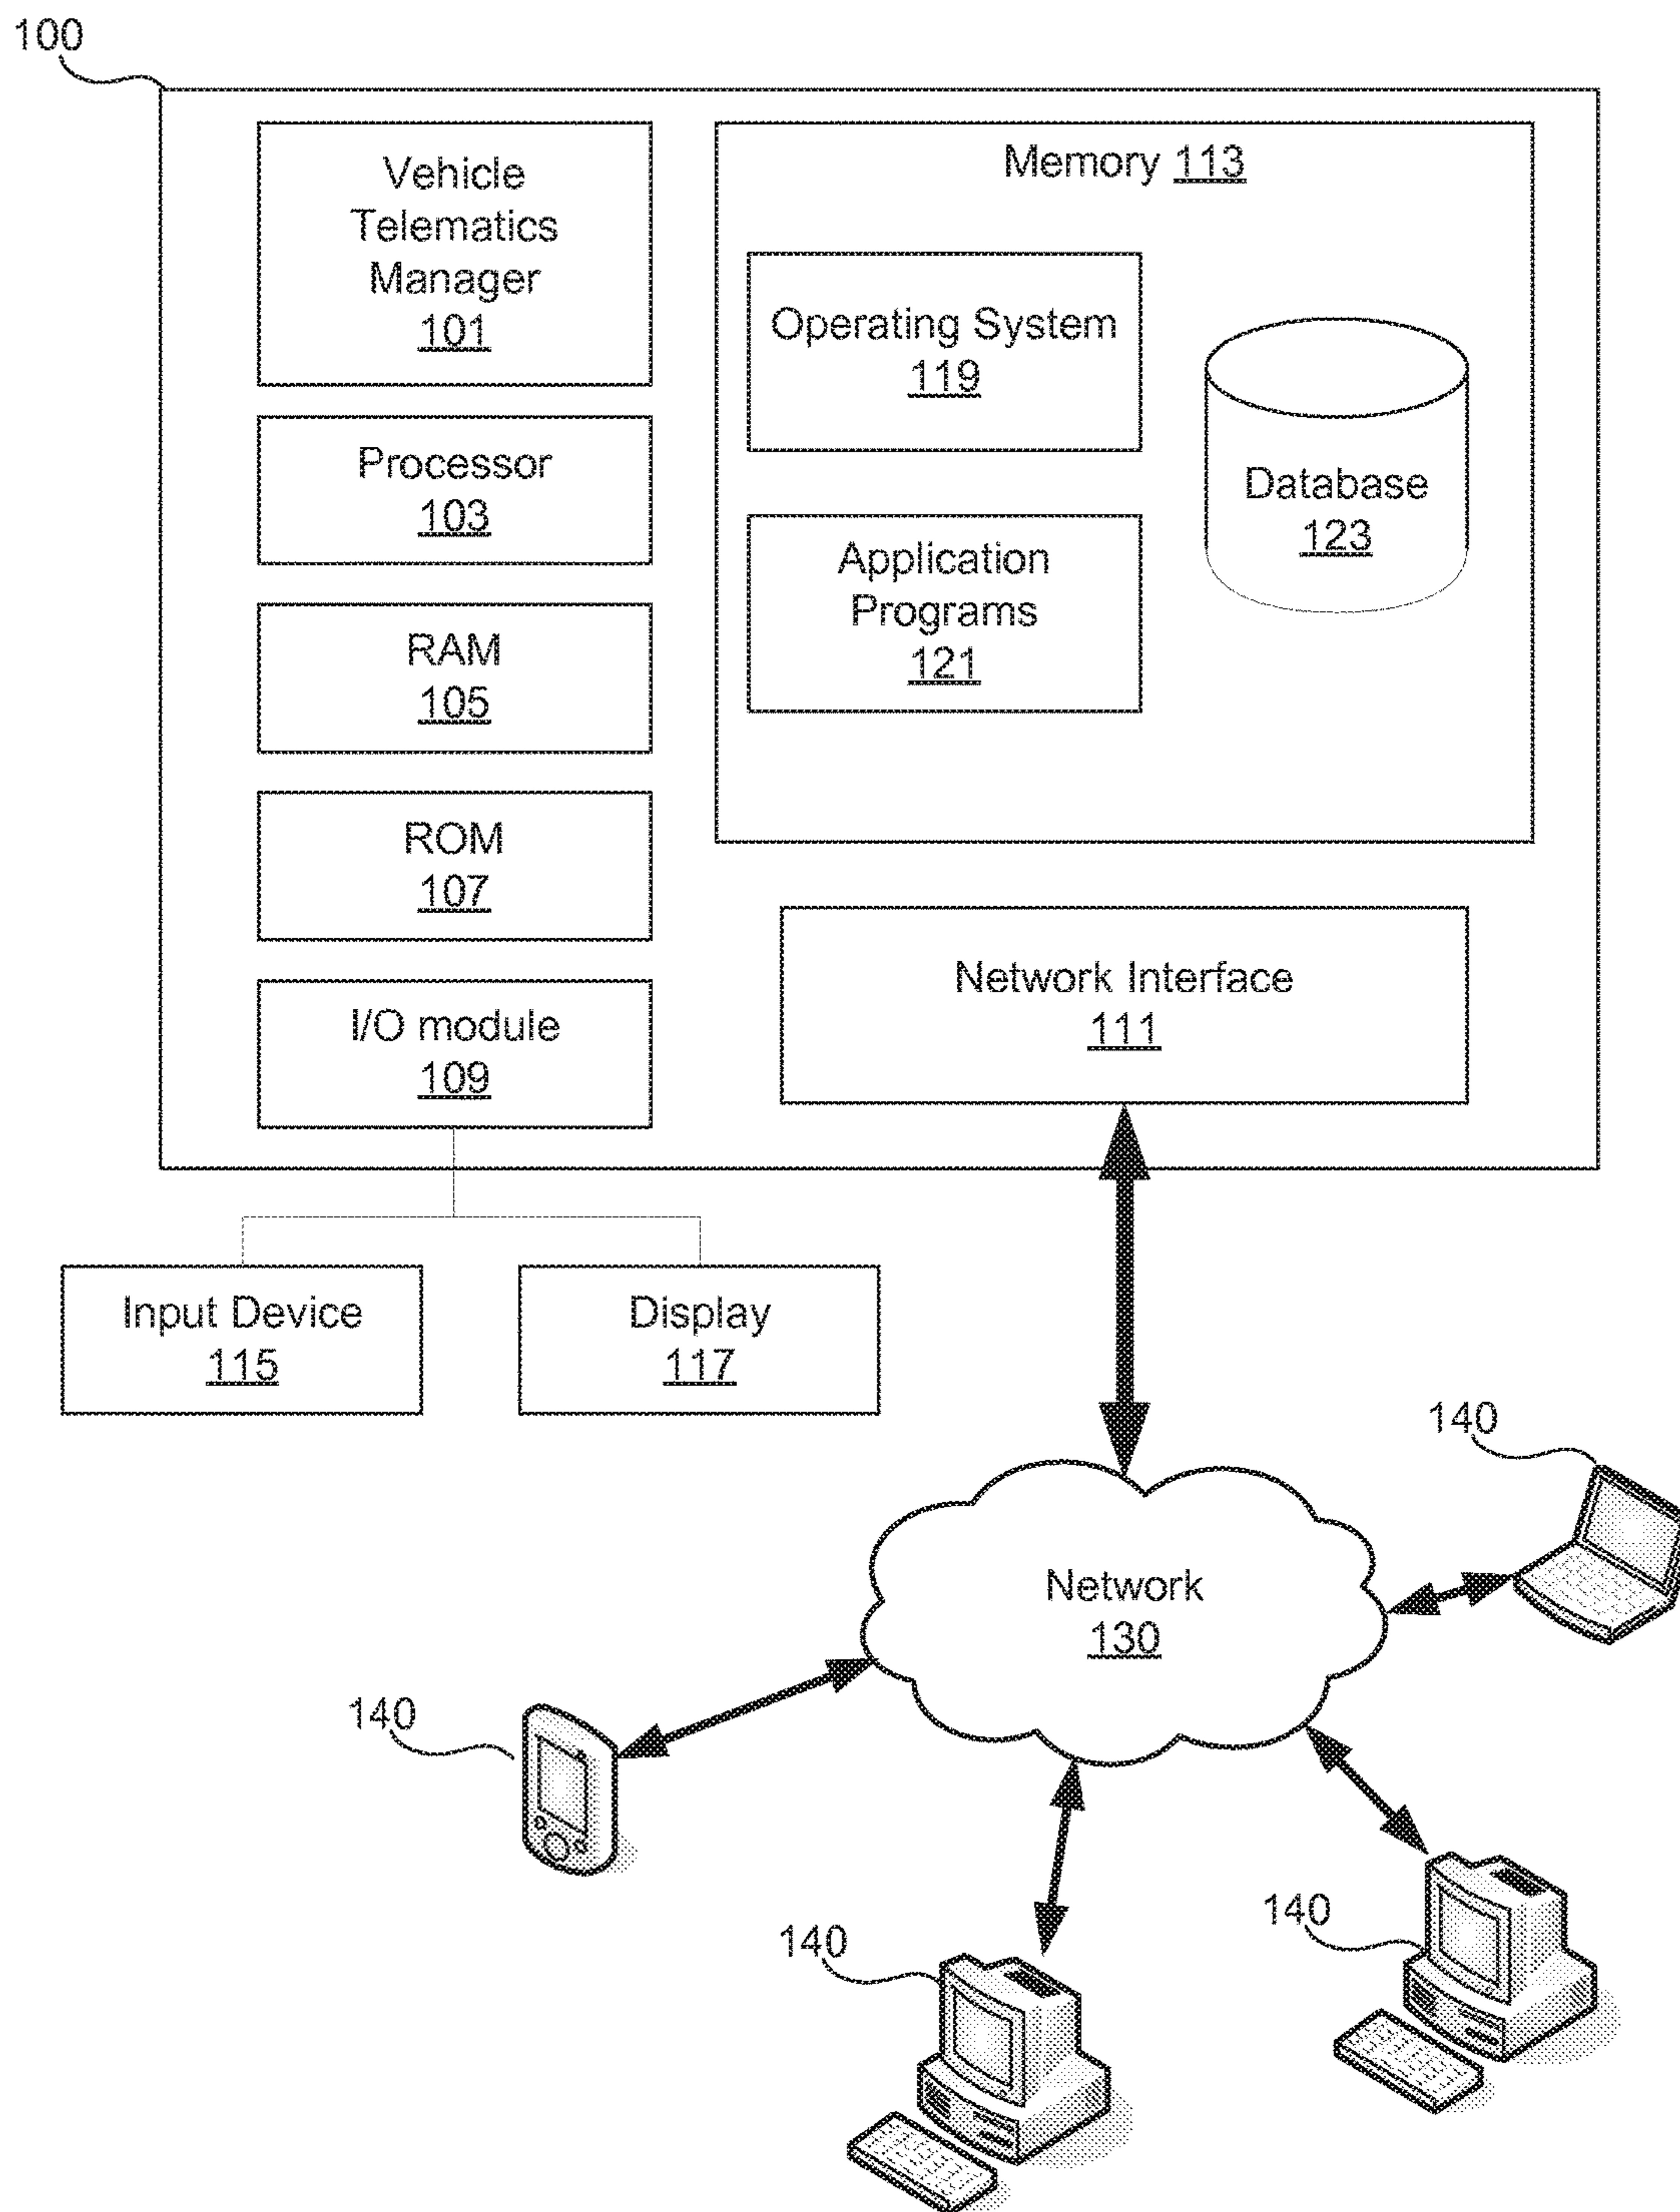 100
Vehicle
Telematics
Manager
101
Processor
103
RAM
105
ROM
107
I/O module
109
Memory 113
Operating System
119
Application
Programs
121
Database
123
Network Interface
111
Input Device
115
Display
117
Network
130
140
140
140
140